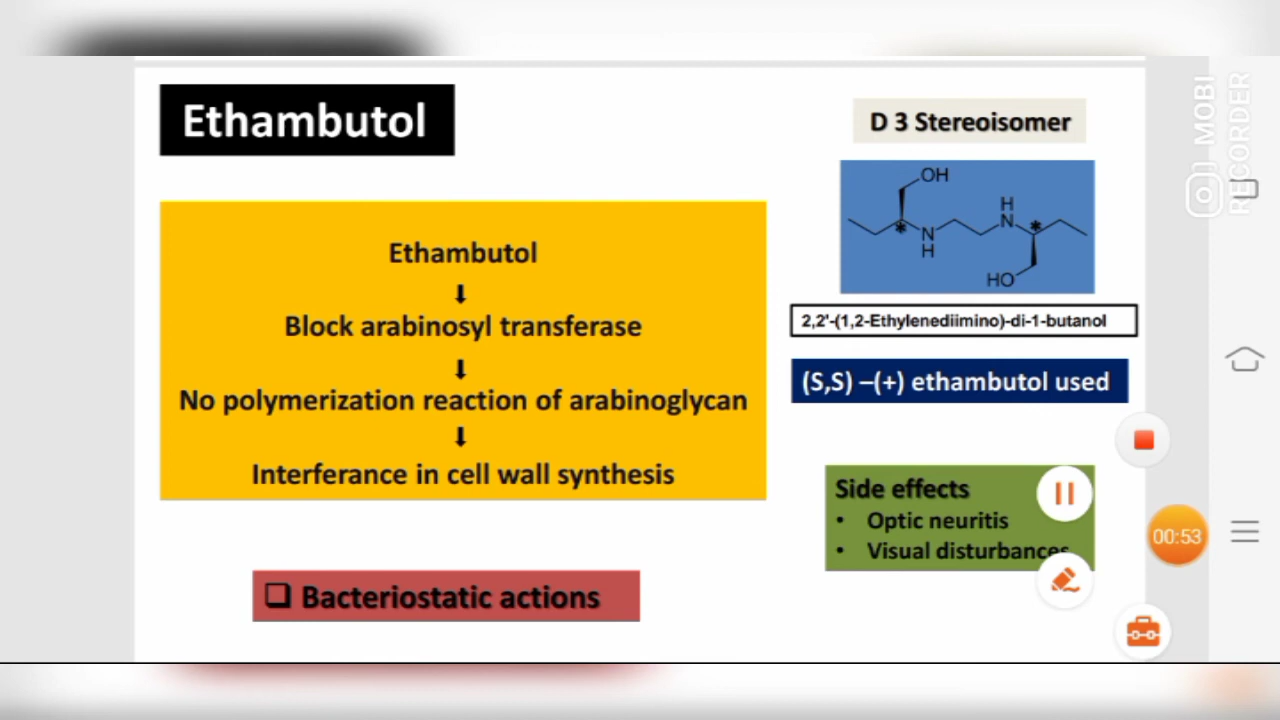 Ethambutol
D 3 Stereoisomer
OH
H
N
*
N
H
*
HO
Ethambutol
Block arabinosyl transferase
No polymerization reaction of arabinoglycan
Interferance in cell wall synthesis
2,2'-(1,2-Ethylenediimino)-di-1-butanol
(S,S) –(+) ethambutol used
Side effects
• Optic neuritis
• Visual disturbances
❑ Bacteriostatic actions
MOBI
RECORDER
00:53